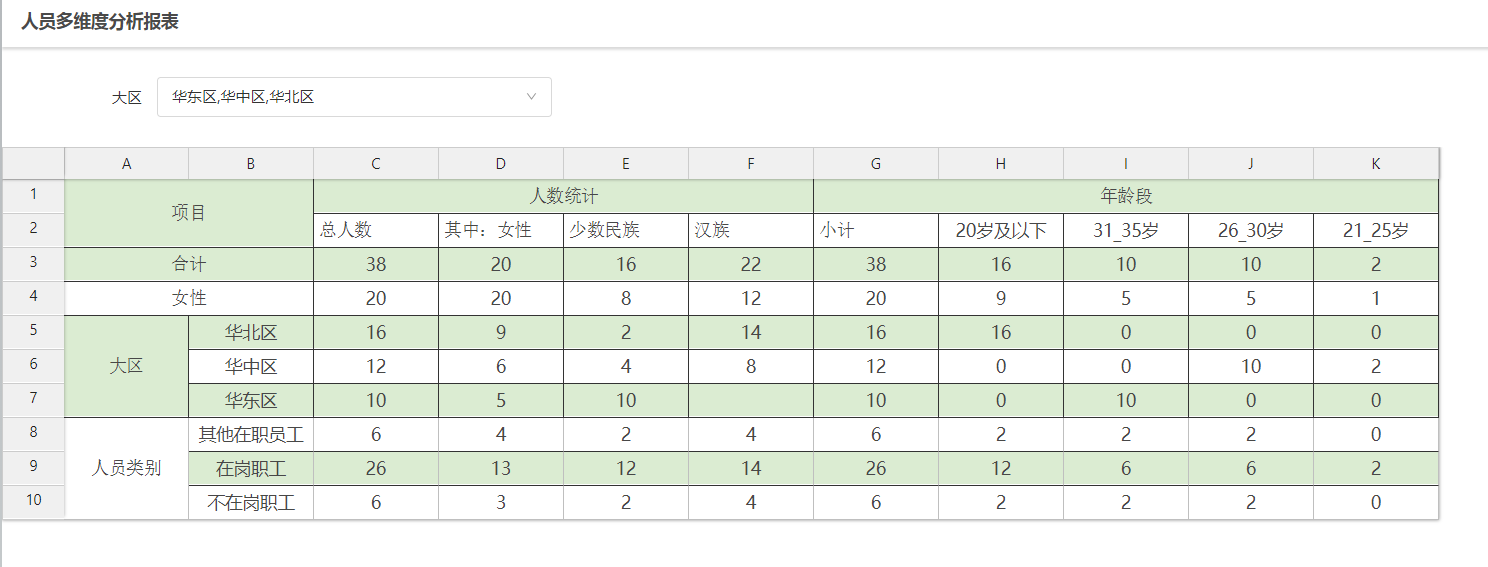 人员多维度分析报表
大区 华东区,华中区,华北区
A B C D E F G H I J K
1 项目 人数统计 年龄段
2 总人数 其中：女性 少数民族 汉族 小计 20岁及以下 31_35岁 26_30岁 21_25岁
3 合计 38 20 16 22 38 16 10 10 2
4 女性 20 20 8 12 20 9 5 5 1
5 大区 华北区 16 9 2 14 16 16 0 0 0
6 华中区 12 6 4 8 12 0 0 10 2
7 华东区 10 5 10 10 0 10 0 0
8 人员类别 其他在职员工 6 4 2 4 6 2 2 2 0
9 在岗职工 26 13 12 14 26 12 6 6 2
10 不在岗职工 6 3 2 4 6 2 2 2 0